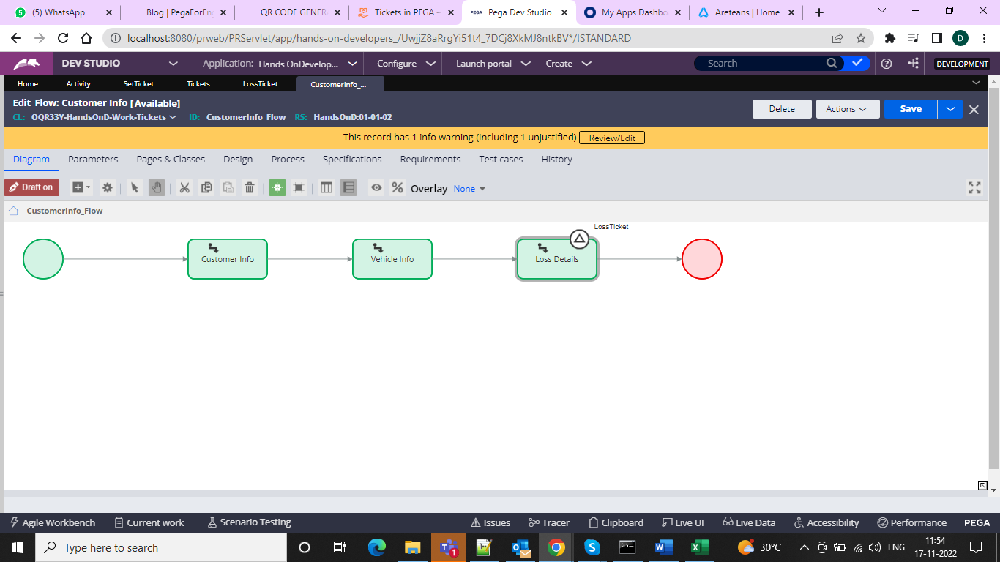 (5) WhatsApp
Blog | PegaForEn
QR CODE GENER
Tickets in PEGA –
PEGA Pega Dev Studio
My Apps Dashbo
Areteans | Home
localhost:8080/prweb/PRServlet/app/hands-on-developers_/UwjjZ8aRrgYi51t4_7DCj8XkMJ8ntkBV*/!STANDARD
D
DEV STUDIO
Application: Hands OnDevelop...
Configure
Launch portal
Create
Search
DEVELOPMENT
Home
Activity
SetTicket
Tickets
LossTicket
CustomerInfo_...
Edit Flow: Customer Info [Available]
CL: OQR33Y-HandsOnD-Work-Tickets ID: CustomerInfo_Flow RS: HandsOnD:01-01-02
Delete
Actions
Save
This record has 1 info warning (including 1 unjustified) Review/Edit
Diagram
Parameters
Pages & Classes
Design
Process
Specifications
Requirements
Test cases
History
Draft on
Overlay None
CustomerInfo_Flow
LossTicket
Customer Info
Vehicle Info
Loss Details
Agile Workbench
Current work
Scenario Testing
Issues
Tracer
Clipboard
Live UI
Live Data
Accessibility
Performance
PEGA
Type here to search
1
30°C
ENG
11:54
17-11-2022